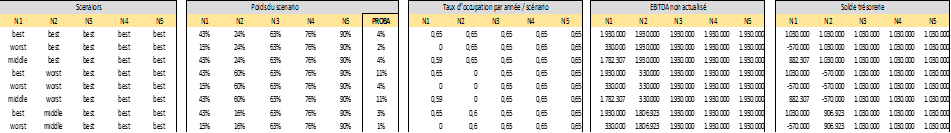 Scenaiors Poids du scenario Taux d'occupation par année / scénario EBITDA non actualisé Solde trésorerie
N1 N2 N3 N4 N5 N1 N2 N3 N4 N5 PROBA N1 N2 N3 N4 N5 N1 N2 N3 N4 N5 N1 N2 N3 N4 N5
best best best best best 43% 24% 63% 76% 90% 4% 0,65 0,65 0,65 0,65 0,65 1.930.000 1.930.000 1.930.000 1.930.000 1.930.000 1.030.000 1.030.000 1.030.000 1.030.000 1.030.000
worst best best best best 15% 24% 63% 76% 90% 2% 0 0,65 0,65 0,65 0,65 330.000 1.930.000 1.930.000 1.930.000 1.930.000 -570.000 1.030.000 1.030.000 1.030.000 1.030.000
middle best best best best 43% 24% 63% 76% 90% 4% 0,59 0,65 0,65 0,65 0,65 1.782.307 1.930.000 1.930.000 1.930.000 1.930.000 882.307 1.030.000 1.030.000 1.030.000 1.030.000
best worst best best best 43% 60% 63% 76% 90% 11% 0,65 0 0,65 0,65 0,65 1.930.000 330.000 1.930.000 1.930.000 1.930.000 1.030.000 -570.000 1.030.000 1.030.000 1.030.000
worst worst best best best 15% 60% 63% 76% 90% 4% 0 0 0,65 0,65 0,65 330.000 330.000 1.930.000 1.930.000 1.930.000 -570.000 -570.000 1.030.000 1.030.000 1.030.000
middle worst best best best 43% 60% 63% 76% 90% 11% 0,59 0 0,65 0,65 0,65 1.782.307 330.000 1.930.000 1.930.000 1.930.000 882.307 -570.000 1.030.000 1.030.000 1.030.000
best middle best best best 43% 16% 63% 76% 90% 3% 0,65 0,6 0,65 0,65 0,65 1.930.000 1.806.923 1.930.000 1.930.000 1.930.000 1.030.000 906.923 1.030.000 1.030.000 1.030.000
worst middle best best best 15% 16% 63% 76% 90% 1% 0 0,6 0,65 0,65 0,65 330.000 1.806.923 1.930.000 1.930.000 1.930.000 -570.000 906.923 1.030.000 1.030.000 1.030.000